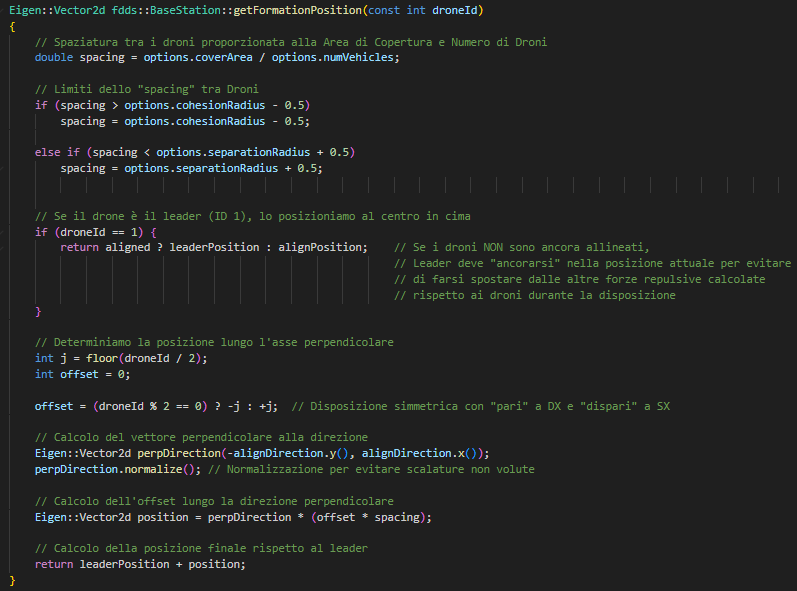 Eigen::Vector2d fdds::BaseStation::getFormationPosition(const int droneId)
{
// Spaziatura tra i droni proporzionata alla Area di Copertura e Numero di Droni
double spacing = options.coverArea / options.numVehicles;
// Limiti dello "spacing" tra Droni
if (spacing > options.cohesionRadius - 0.5)
spacing = options.cohesionRadius - 0.5;
else if (spacing < options.separationRadius + 0.5)
spacing = options.separationRadius + 0.5;
// Se il drone è il leader (ID 1), lo posizioniamo al centro in cima
if (droneId == 1) {
return aligned ? leaderPosition : alignPosition; // Se i droni NON sono ancora allineati,
// Leader deve "ancorarsi" nella posizione attuale per evitare
// di farsi spostare dalle altre forze repulsive calcolate
// rispetto ai droni durante la disposizione
}
// Determiniamo la posizione lungo l'asse perpendicolare
int j = floor(droneId / 2);
int offset = 0;
offset = (droneId % 2 == 0) ? -j : +j; // Disposizione simmetrica con "pari" a DX e "dispari" a SX
// Calcolo del vettore perpendicolare alla direzione
Eigen::Vector2d perpDirection(-alignDirection.y(), alignDirection.x());
perpDirection.normalize(); // Normalizzazione per evitare scalature non volute
// Calcolo dell'offset lungo la direzione perpendicolare
Eigen::Vector2d position = perpDirection * (offset * spacing);
// Calcolo della posizione finale rispetto al leader
return leaderPosition + position;
}